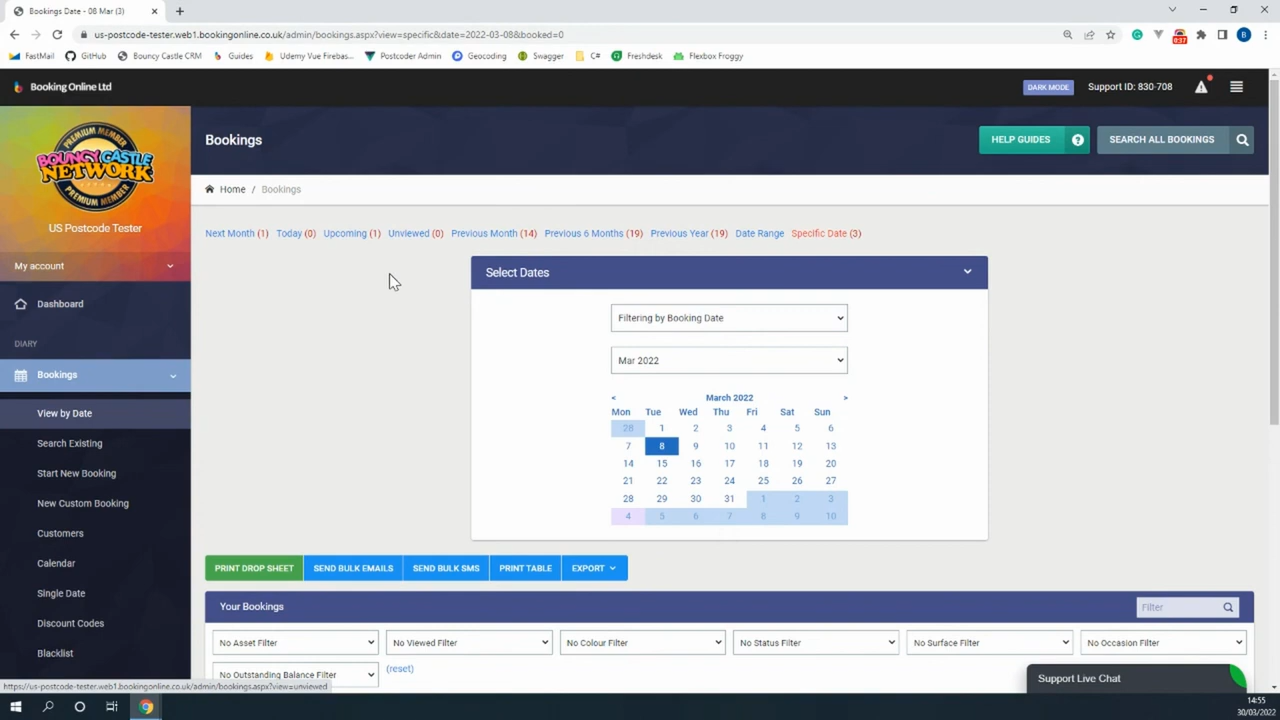 Bookings Date - 08 Mar (3)
us-postcode-tester.web1.bookingonline.co.uk/admin/bookings.aspx?view=specific&date=2022-03-08&booked=0
FastMail GitHub Bouncy Castle CRM Guides Udemy Vue Firebas... Postcoder Admin Geocoding Swagger C# Freshdesk Flexbox Froggy
Booking Online Ltd DARK MODE Support ID: 830-708
PREMIUM MEMBER
BOUNCY CASTLE
NETWORK
PREMIUM MEMBER
US Postcode Tester
My account
Dashboard
DIARY
Bookings
View by Date
Search Existing
Start New Booking
New Custom Booking
Customers
Calendar
Single Date
Discount Codes
Blacklist
Bookings HELP GUIDES ? SEARCH ALL BOOKINGS
Home / Bookings
Next Month (1) Today (0) Upcoming (1) Unviewed (0) Previous Month (14) Previous 6 Months (19) Previous Year (19) Date Range Specific Date (3)
Select Dates
Filtering by Booking Date
Mar 2022
< March 2022 >
Mon Tue Wed Thu Fri Sat Sun
28 1 2 3 4 5 6
7 8 9 10 11 12 13
14 15 16 17 18 19 20
21 22 23 24 25 26 27
28 29 30 31 1 2 3
4 5 6 7 8 9 10
PRINT DROP SHEET SEND BULK EMAILS SEND BULK SMS PRINT TABLE EXPORT
Your Bookings Filter
No Asset Filter No Viewed Filter No Colour Filter No Status Filter No Surface Filter No Occasion Filter
No Outstanding Balance Filter (reset)
Support Live Chat
https://us-postcode-tester.web1.bookingonline.co.uk/admin/bookings.aspx?view=unviewed
14:55
30/03/2022